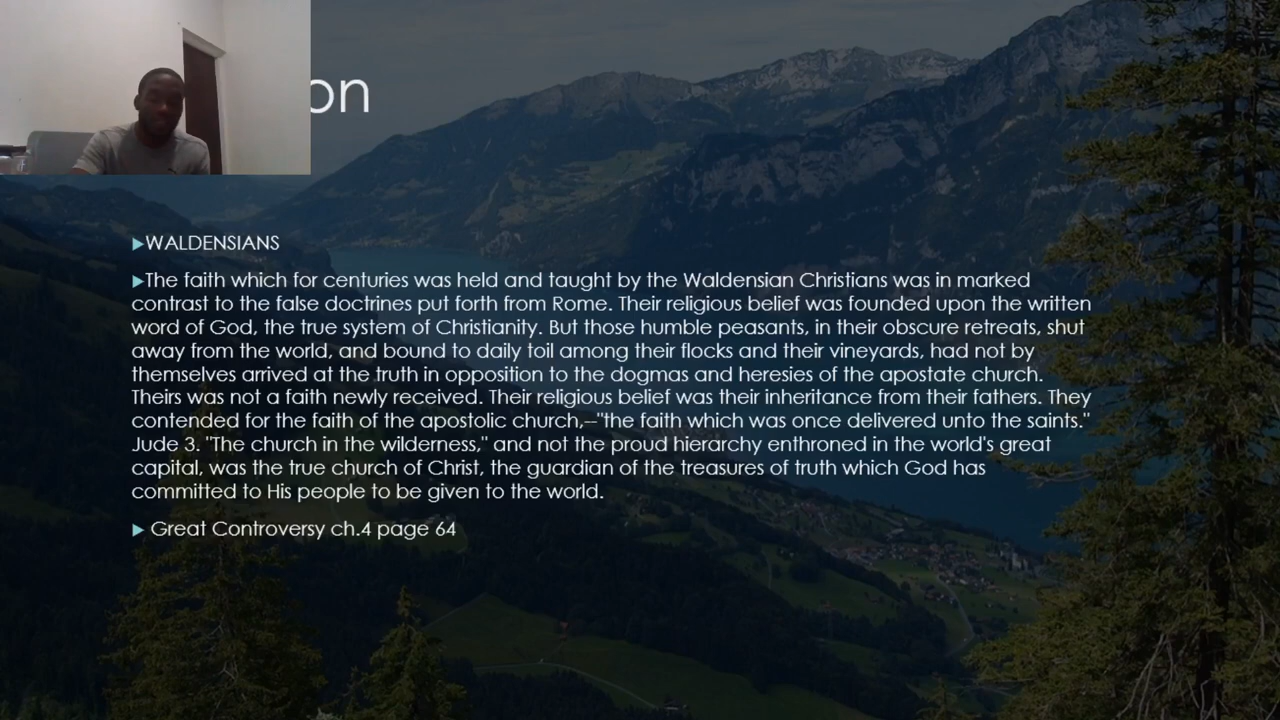 on
▶WALDENSIANS
▶The faith which for centuries was held and taught by the Waldensian Christians was in marked
contrast to the false doctrines put forth from Rome. Their religious belief was founded upon the written
word of God, the true system of Christianity. But those humble peasants, in their obscure retreats, shut
away from the world, and bound to daily toil among their flocks and their vineyards, had not by
themselves arrived at the truth in opposition to the dogmas and heresies of the apostate church.
Theirs was not a faith newly received. Their religious belief was their inheritance from their fathers. They
contended for the faith of the apostolic church,--"the faith which was once delivered unto the saints."
Jude 3. "The church in the wilderness," and not the proud hierarchy enthroned in the world's great
capital, was the true church of Christ, the guardian of the treasures of truth which God has
committed to His people to be given to the world.
▶ Great Controversy ch.4 page 64